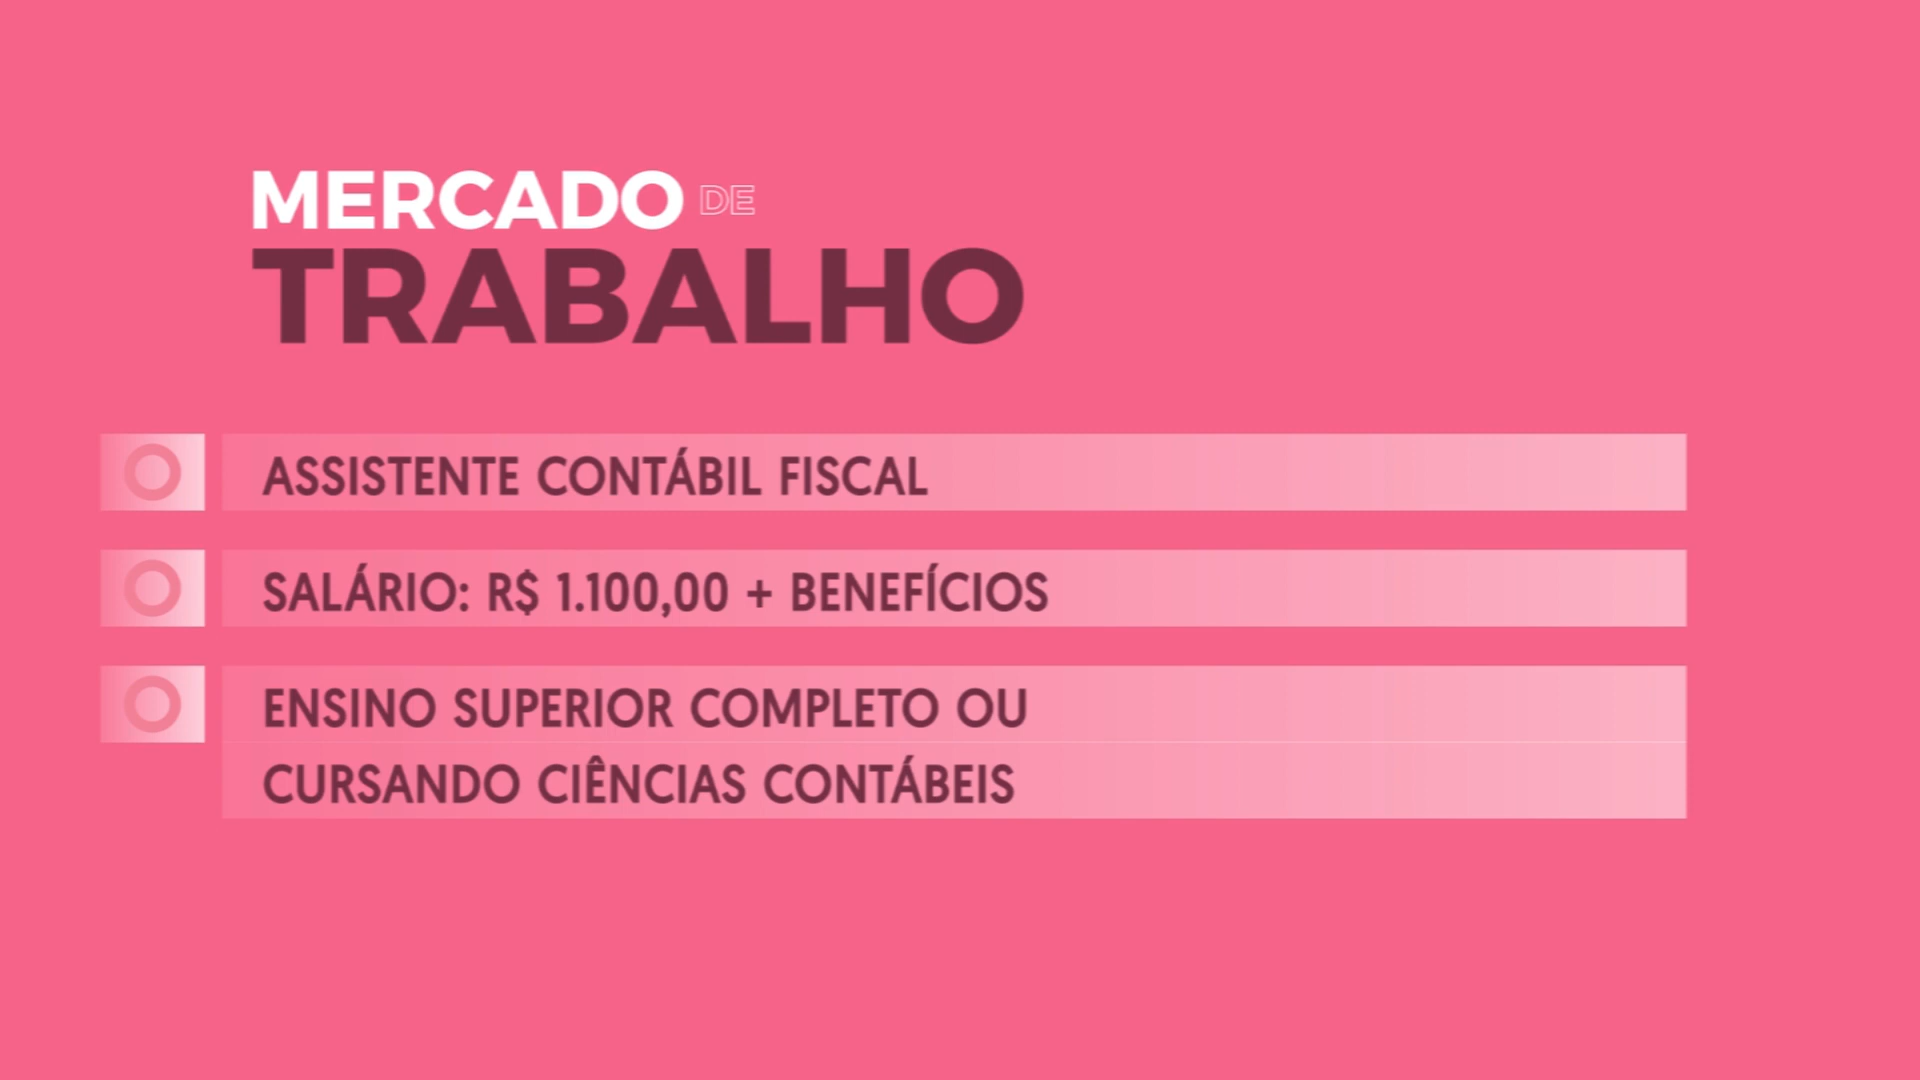 MERCADO DE
TRABALHO
ASSISTENTE CONTÁBIL FISCAL
SALÁRIO: R$ 1.100,00 + BENEFÍCIOS
ENSINO SUPERIOR COMPLETO OU
CURSANDO CIÊNCIAS CONTÁBEIS